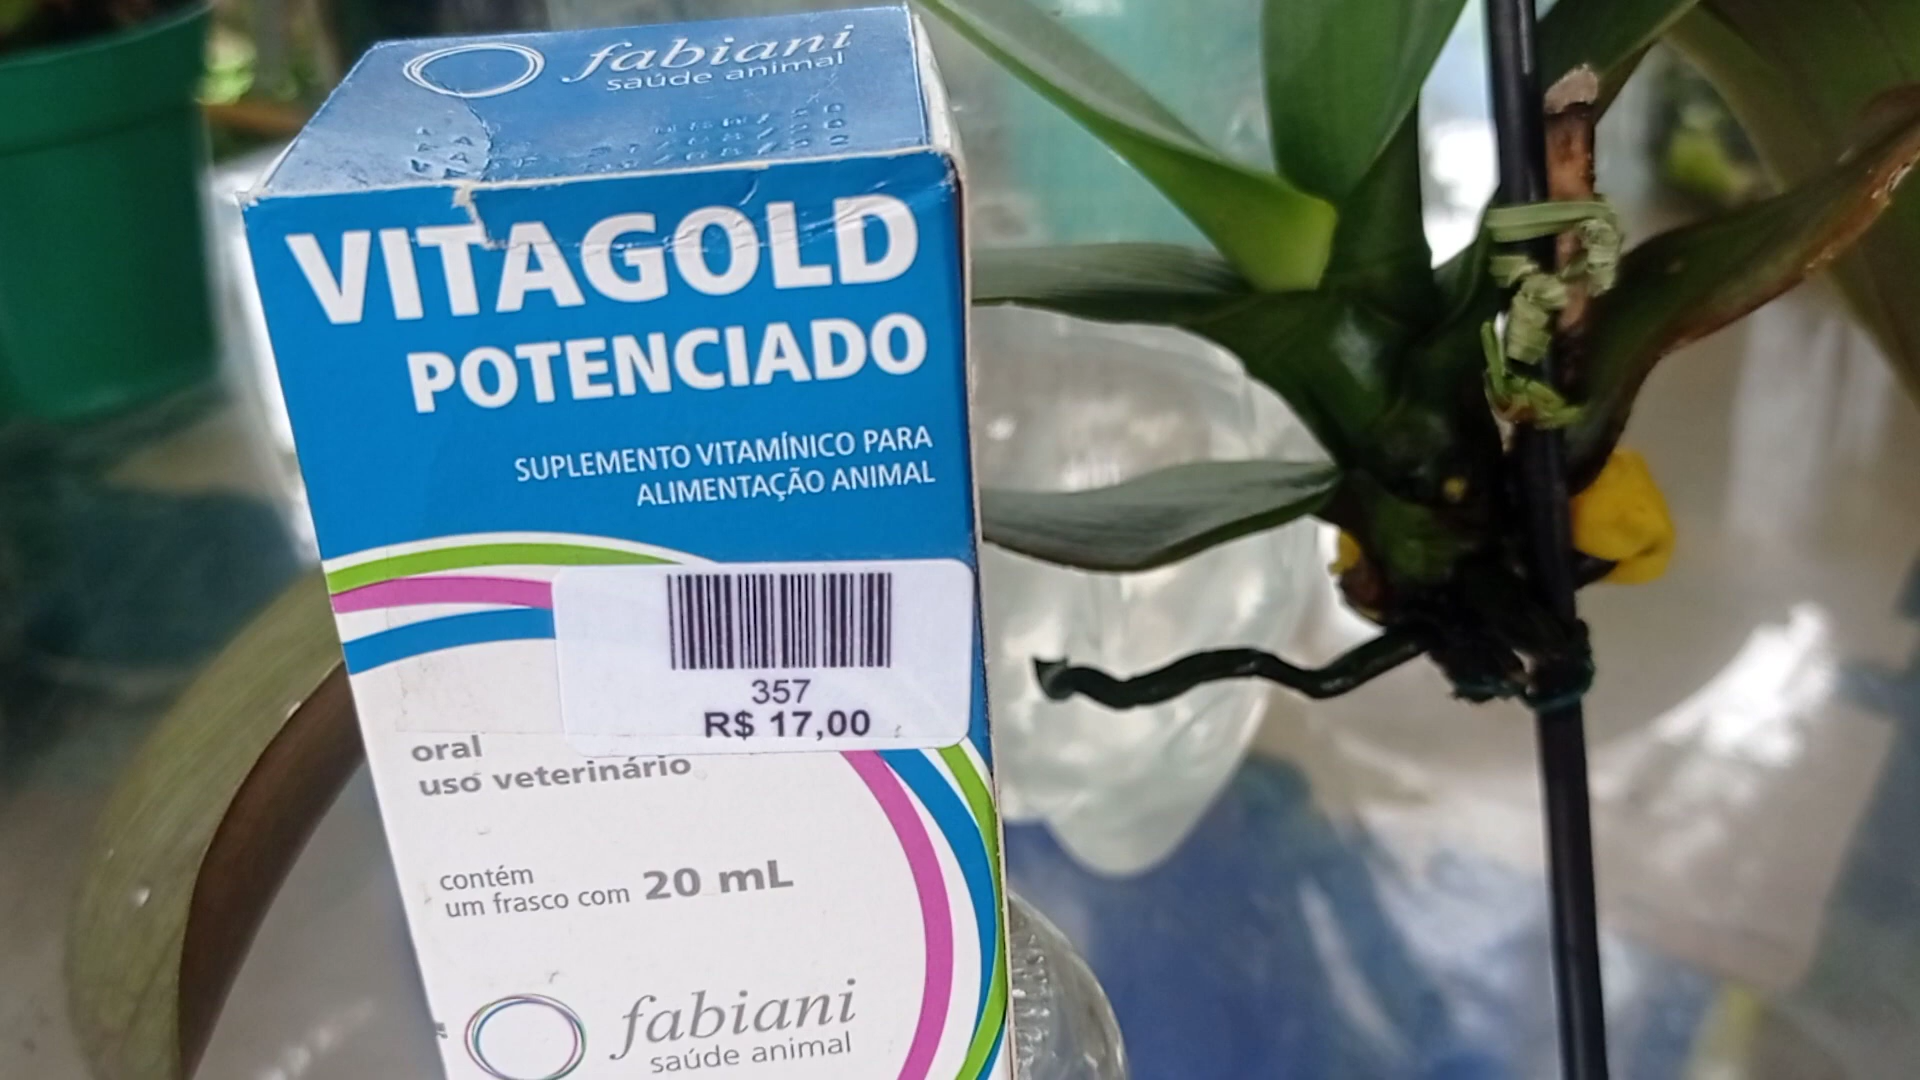 fabiani
saúde animal
VITAGOLD
POTENCIADO
SUPLEMENTO VITAMÍNICO PARA
ALIMENTAÇÃO ANIMAL
357
R$ 17,00
oral
uso veterinário
contém
um frasco com 20 mL
fabiani
saúde animal